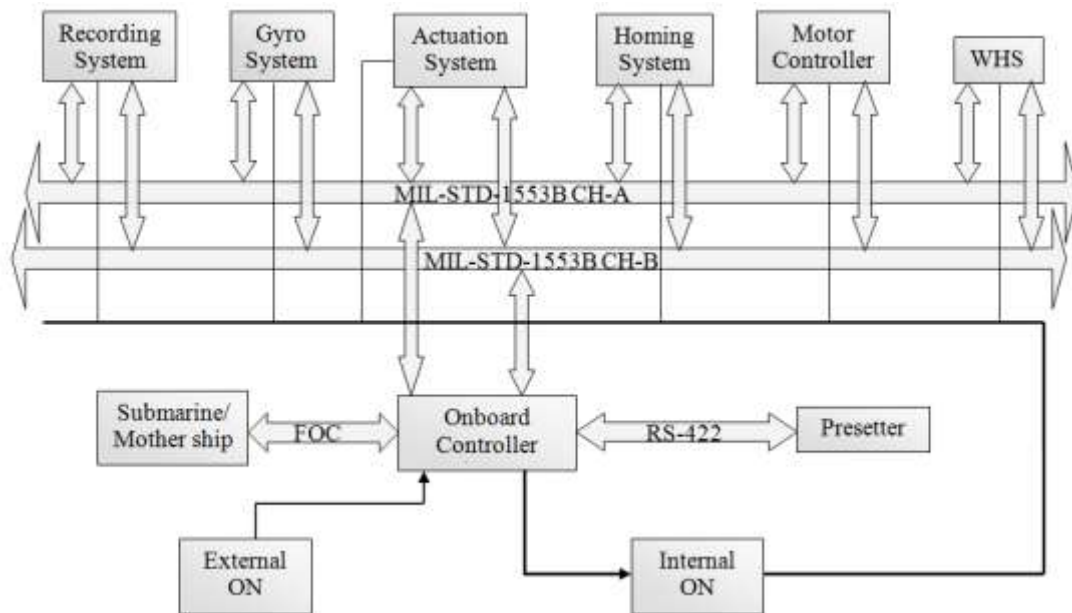 Recording
System
Gyro
System
Actuation
System
Homing
System
Motor
Controller
WHS
MIL-STD-1553B CH-A
MIL-STD-1553B CH-B
Submarine/
Mother ship
FOC
Onboard
Controller
RS-422
Presetter
External
ON
Internal
ON